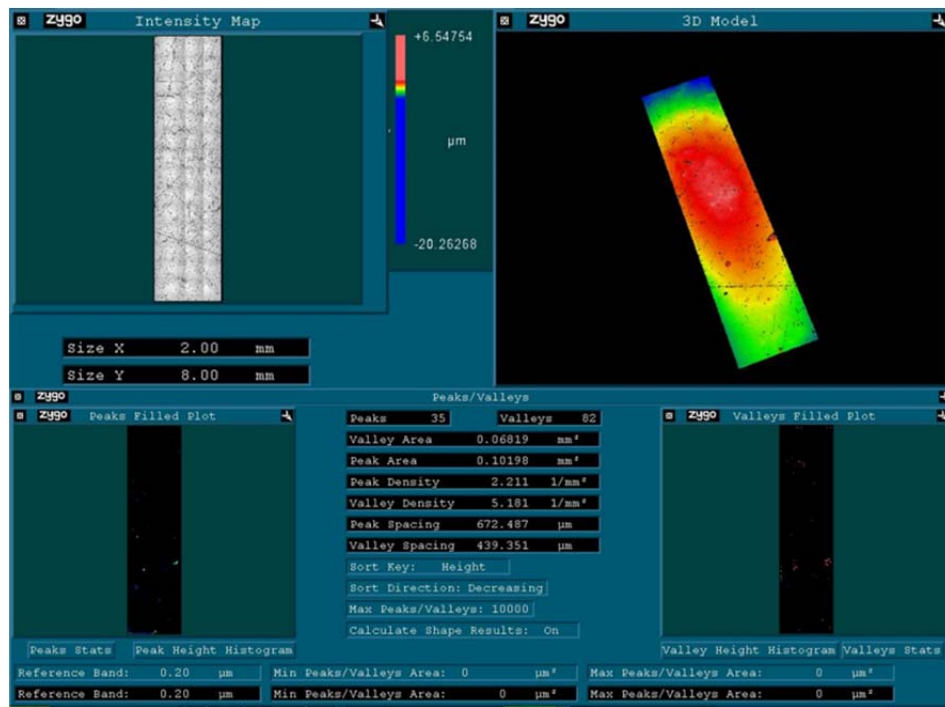 zygo Intensity Map
+6.54754
µm
-20.26268
zygo 3D Model
Size X 2.00 mm
Size Y 8.00 mm
zygo Peaks/Valleys
zygo Peaks Filled Plot
Peaks 35 Valleys 82
Valley Area 0.06819 mm²
Peak Area 0.10198 mm²
Peak Density 2.211 1/mm²
Valley Density 5.181 1/mm²
Peak Spacing 672.487 µm
Valley Spacing 439.351 µm
Sort Key: Height
Sort Direction: Decreasing
Max Peaks/Valleys: 10000
Calculate Shape Results: On
zygo Valleys Filled Plot
Peaks Stats Peak Height Histogram
Valley Height Histogram Valleys Stats
Reference Band: 0.20 µm Min Peaks/Valleys Area: 0 µm² Max Peaks/Valleys Area: 0 µm²
Reference Band: 0.20 µm Min Peaks/Valleys Area: 0 µm² Max Peaks/Valleys Area: 0 µm²